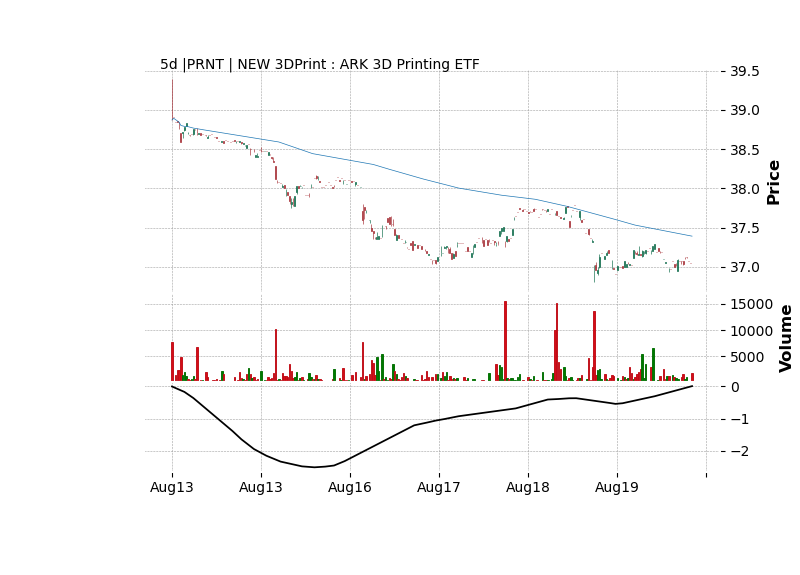 5d |PRNT | NEW 3DPrint : ARK 3D Printing ETF
39.5
39.0
38.5
38.0
37.5
37.0
Price
15000
10000
5000
Volume
0
−1
−2
Aug13
Aug13
Aug16
Aug17
Aug18
Aug19